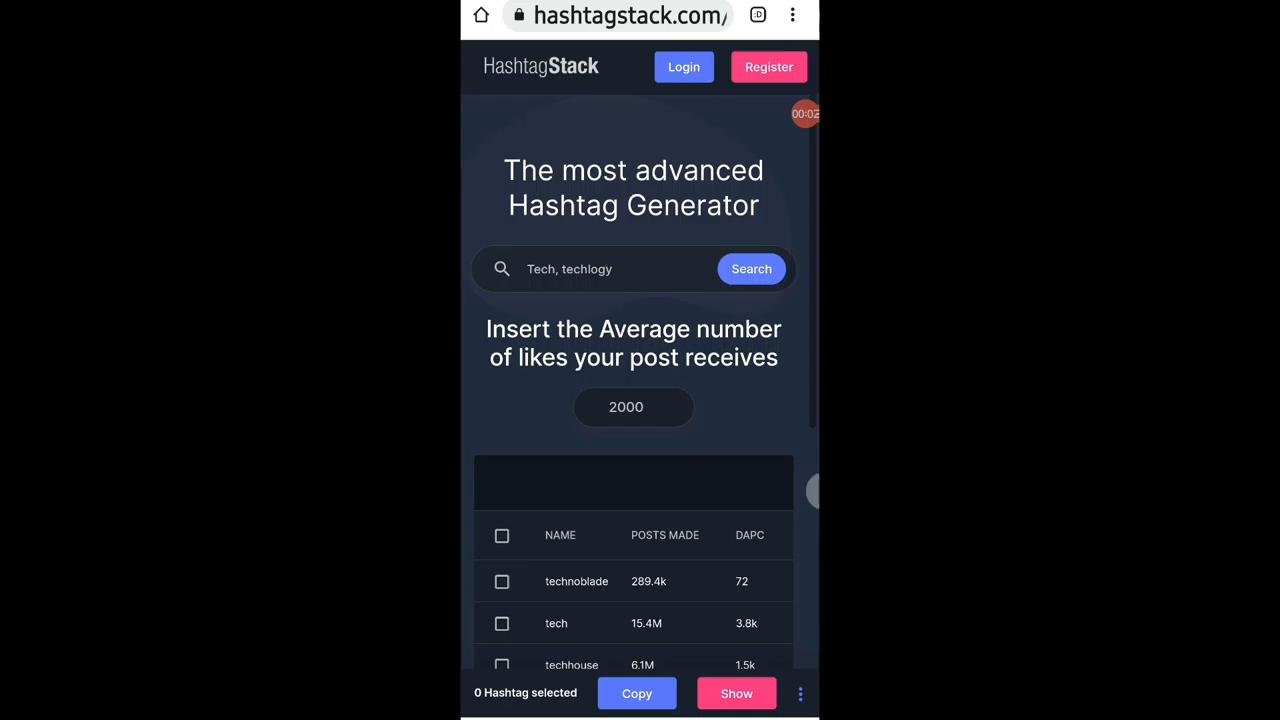 hashtagstack.com/
:D
HashtagStack
Login
Register
00:02
The most advanced
Hashtag Generator
Tech, techlogy
Search
Insert the Average number
of likes your post receives
2000
NAME POSTS MADE DAPC
technoblade 289.4k 72
tech 15.4M 3.8k
techhouse 6.1M 1.5k
0 Hashtag selected
Copy
Show